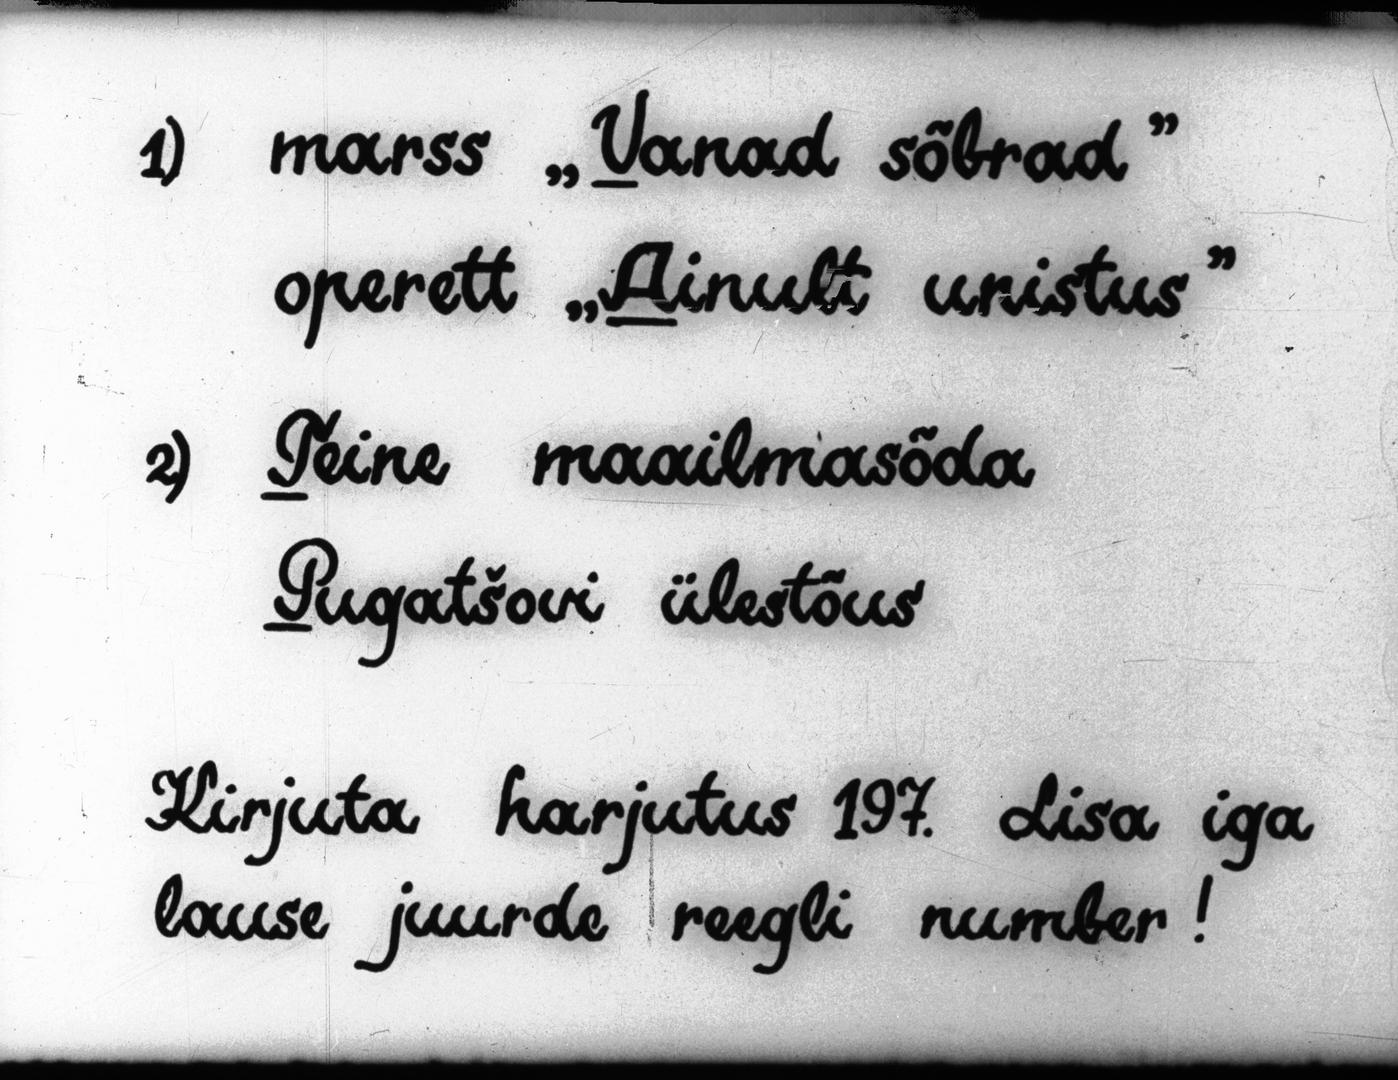 1) marss „Vanad sõbrad”
operett „Ainult unistus”
2) Teine maailmasõda
Pugatšovi ülestõus
Kirjuta harjutus 197. Lisa iga
lause juurde reegli number!